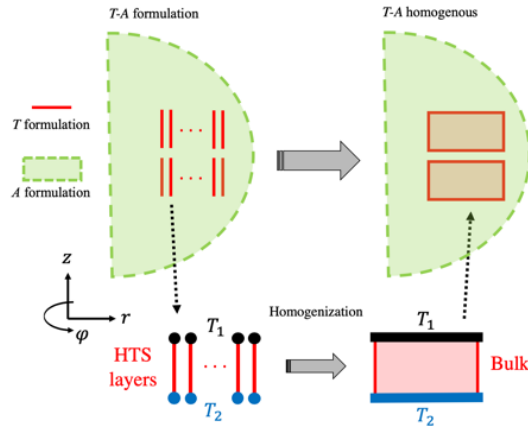 T-A formulation
T-A homogenous
T formulation
A formulation
z
r
φ
T₁
Homogenization
T₁
HTS
layers
Bulk
T₂
T₂